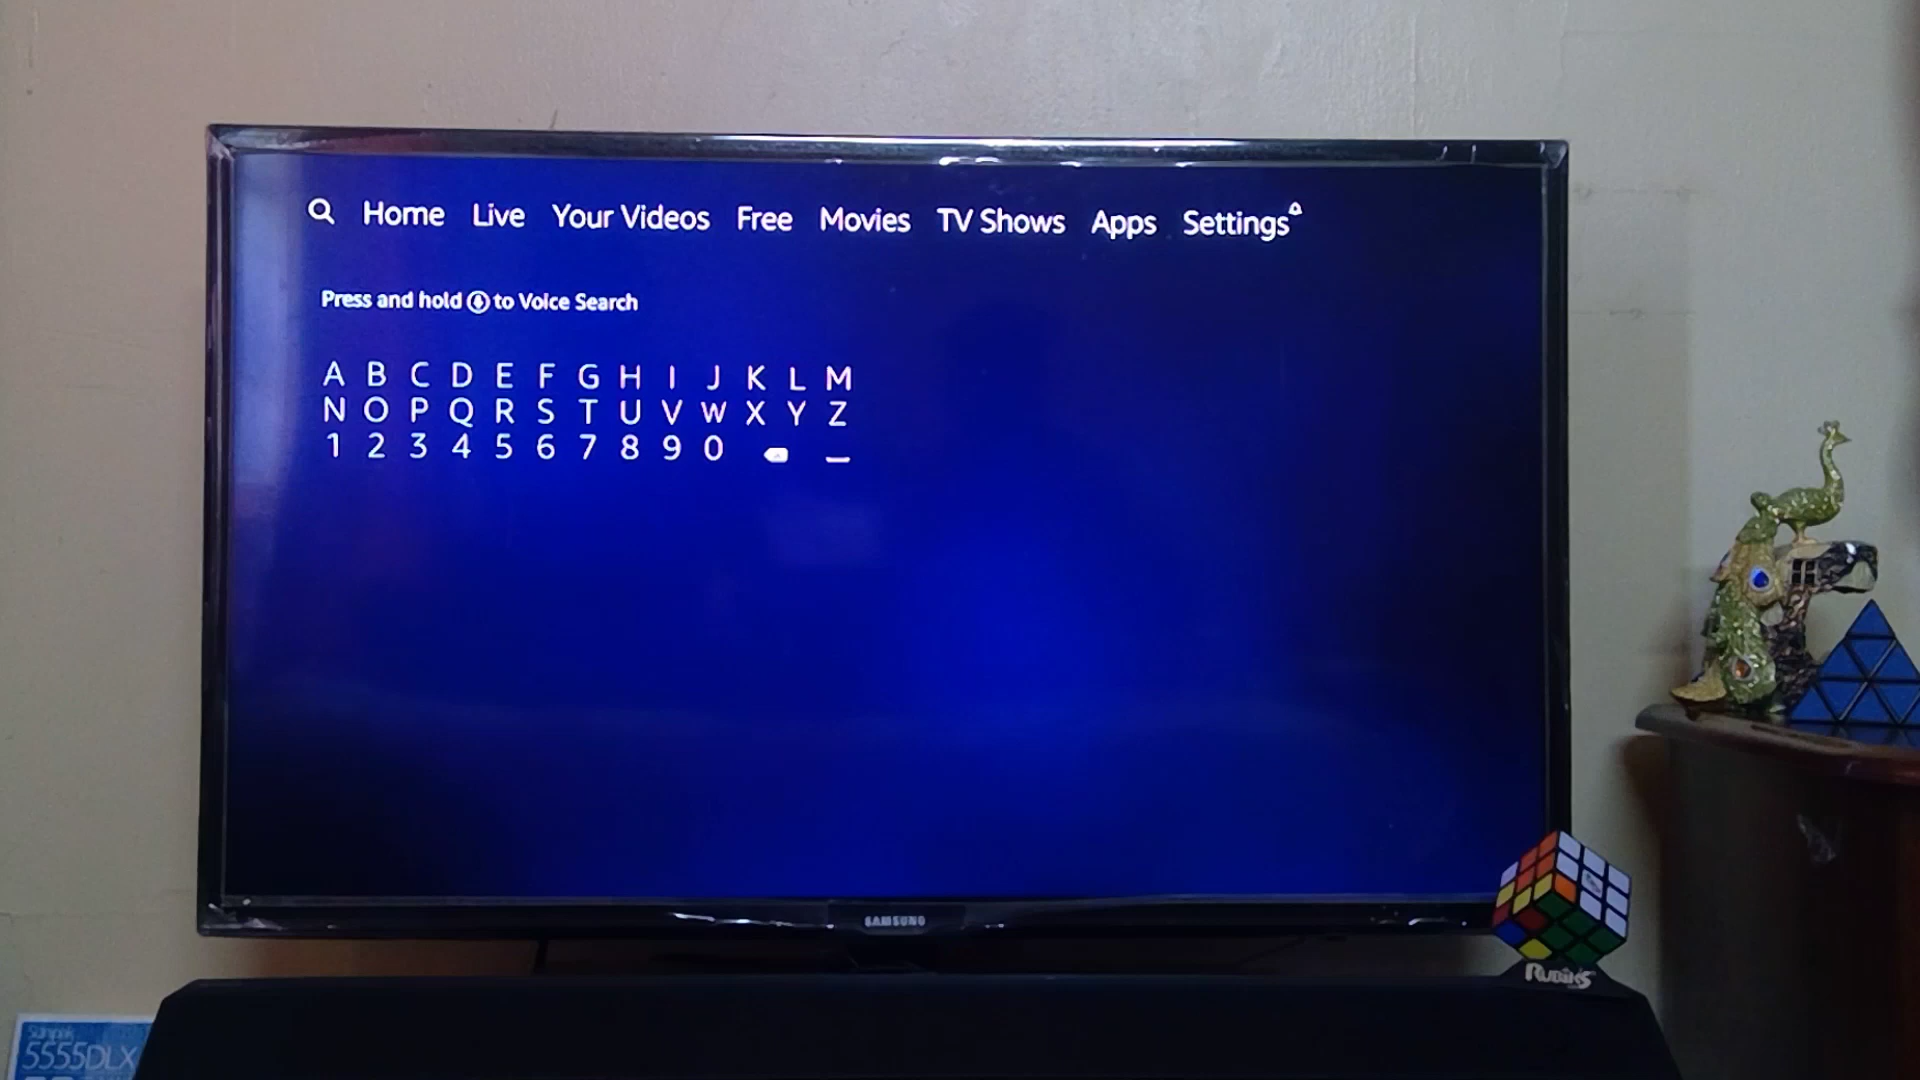 Home Live Your Videos Free Movies TV Shows Apps Settings
Press and hold to Voice Search
A B C D E F G H I J K L M
N O P Q R S T U V W X Y Z
1 2 3 4 5 6 7 8 9 0 _
SAMSUNG
RUBIK'S
Sunpak
5555DLX